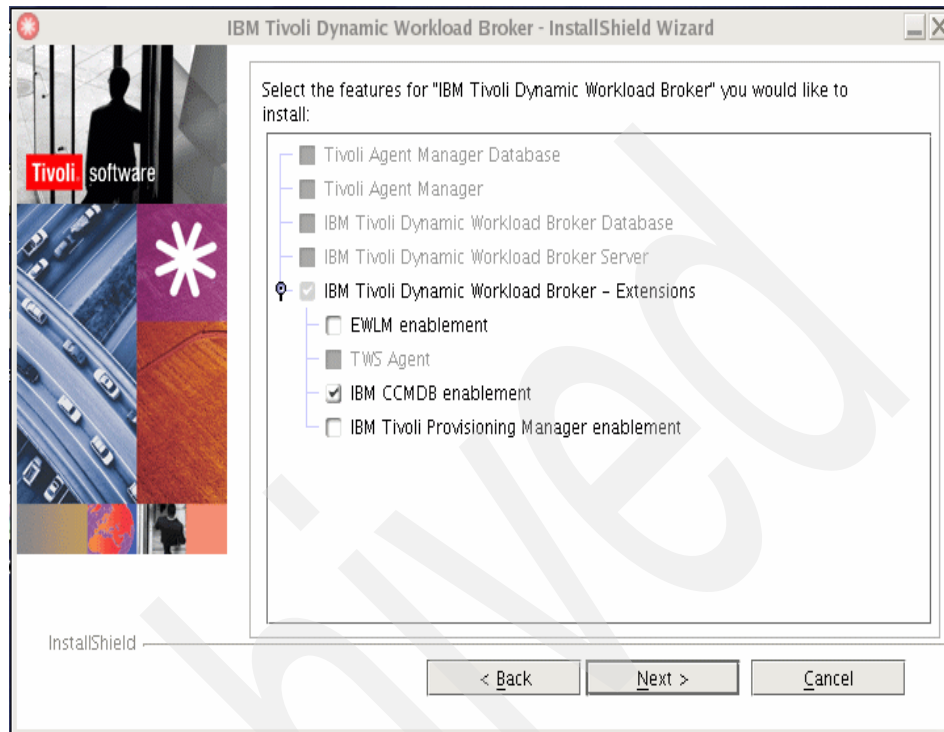 IBM Tivoli Dynamic Workload Broker - InstallShield Wizard
Select the features for "IBM Tivoli Dynamic Workload Broker" you would like to
install:
Tivoli Agent Manager Database
Tivoli Agent Manager
IBM Tivoli Dynamic Workload Broker Database
IBM Tivoli Dynamic Workload Broker Server
IBM Tivoli Dynamic Workload Broker – Extensions
EWLM enablement
TWS Agent
IBM CCMDB enablement
IBM Tivoli Provisioning Manager enablement
Tivoli. software
InstallShield
< Back
Next >
Cancel
hived